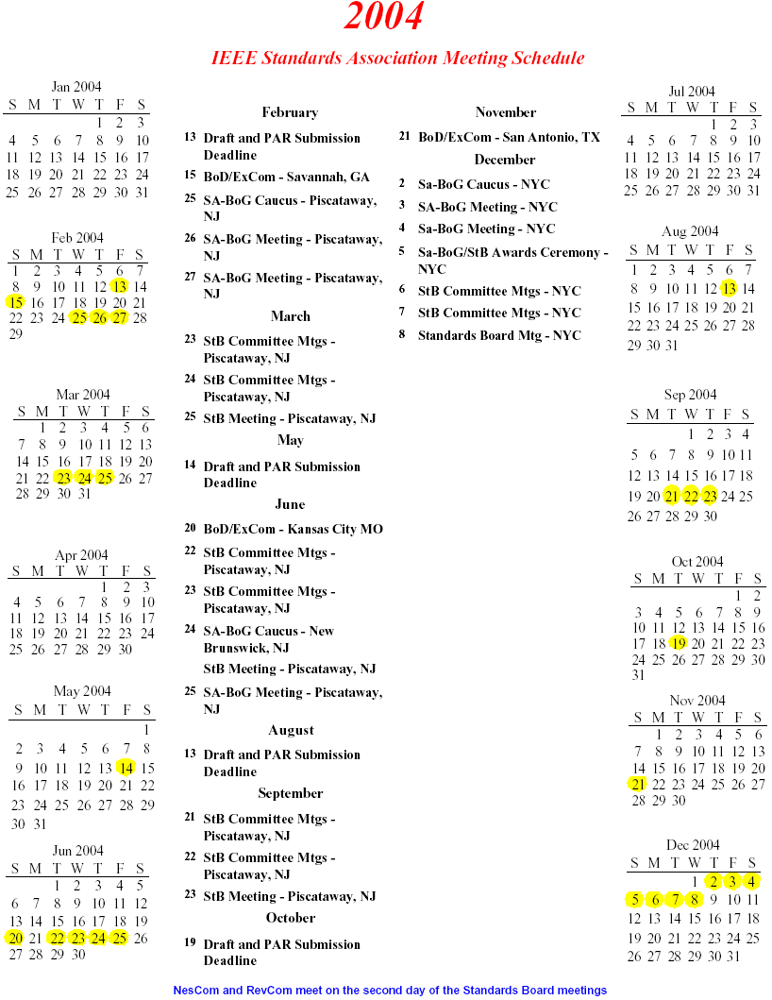 2004
IEEE Standards Association Meeting Schedule
Jan 2004
S M T W T F S
1 2 3
4 5 6 7 8 9 10
11 12 13 14 15 16 17
18 19 20 21 22 23 24
25 26 27 28 29 30 31
Feb 2004
S M T W T F S
1 2 3 4 5 6 7
8 9 10 11 12 13 14
15 16 17 18 19 20 21
22 23 24 25 26 27 28
29
Mar 2004
S M T W T F S
1 2 3 4 5 6
7 8 9 10 11 12 13
14 15 16 17 18 19 20
21 22 23 24 25 26 27
28 29 30 31
Apr 2004
S M T W T F S
1 2 3
4 5 6 7 8 9 10
11 12 13 14 15 16 17
18 19 20 21 22 23 24
25 26 27 28 29 30
May 2004
S M T W T F S
1
2 3 4 5 6 7 8
9 10 11 12 13 14 15
16 17 18 19 20 21 22
23 24 25 26 27 28 29
30 31
Jun 2004
S M T W T F S
1 2 3 4 5
6 7 8 9 10 11 12
13 14 15 16 17 18 19
20 21 22 23 24 25 26
27 28 29 30
February
13 Draft and PAR Submission
Deadline
15 BoD/ExCom - Savannah, GA
25 SA-BoG Caucus - Piscataway,
NJ
26 SA-BoG Meeting - Piscataway,
NJ
27 SA-BoG Meeting - Piscataway,
NJ
March
23 StB Committee Mtgs -
Piscataway, NJ
24 StB Committee Mtgs -
Piscataway, NJ
25 StB Meeting - Piscataway, NJ
May
14 Draft and PAR Submission
Deadline
June
20 BoD/ExCom - Kansas City MO
22 StB Committee Mtgs -
Piscataway, NJ
23 StB Committee Mtgs -
Piscataway, NJ
24 SA-BoG Caucus - New
Brunswick, NJ
StB Meeting - Piscataway, NJ
25 SA-BoG Meeting - Piscataway,
NJ
August
13 Draft and PAR Submission
Deadline
September
21 StB Committee Mtgs -
Piscataway, NJ
22 StB Committee Mtgs -
Piscataway, NJ
23 StB Meeting - Piscataway, NJ
October
19 Draft and PAR Submission
Deadline
November
21 BoD/ExCom - San Antonio, TX
December
2 Sa-BoG Caucus - NYC
3 SA-BoG Meeting - NYC
4 Sa-BoG Meeting - NYC
5 Sa-BoG/StB Awards Ceremony -
NYC
6 StB Committee Mtgs - NYC
7 StB Committee Mtgs - NYC
8 Standards Board Mtg - NYC
Jul 2004
S M T W T F S
1 2 3
4 5 6 7 8 9 10
11 12 13 14 15 16 17
18 19 20 21 22 23 24
25 26 27 28 29 30 31
Aug 2004
S M T W T F S
1 2 3 4 5 6 7
8 9 10 11 12 13 14
15 16 17 18 19 20 21
22 23 24 25 26 27 28
29 30 31
Sep 2004
S M T W T F S
1 2 3 4
5 6 7 8 9 10 11
12 13 14 15 16 17 18
19 20 21 22 23 24 25
26 27 28 29 30
Oct 2004
S M T W T F S
1 2
3 4 5 6 7 8 9
10 11 12 13 14 15 16
17 18 19 20 21 22 23
24 25 26 27 28 29 30
31
Nov 2004
S M T W T F S
1 2 3 4 5 6
7 8 9 10 11 12 13
14 15 16 17 18 19 20
21 22 23 24 25 26 27
28 29 30
Dec 2004
S M T W T F S
1 2 3 4
5 6 7 8 9 10 11
12 13 14 15 16 17 18
19 20 21 22 23 24 25
26 27 28 29 30 31
NesCom and RevCom meet on the second day of the Standards Board meetings